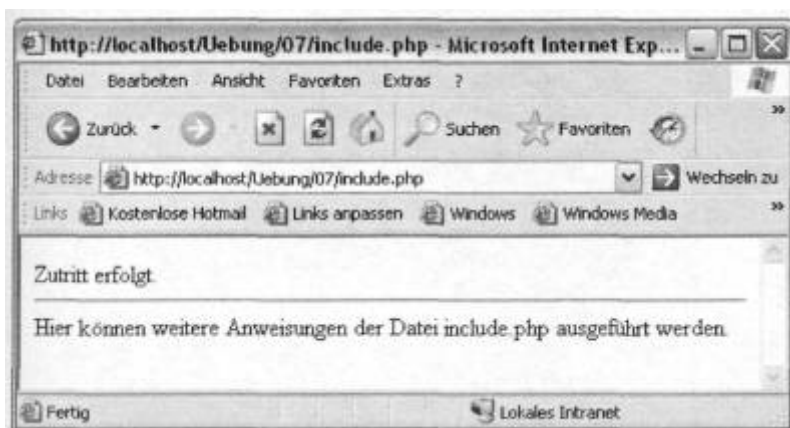 http://localhost/Uebung/07/include.php - Microsoft Internet Exp...
Datei Bearbeiten Ansicht Favoriten Extras ?
Zurück Suchen Favoriten »
Adresse http://localhost/Uebung/07/include.php Wechseln zu
Links Kostenlose Hotmail Links anpassen Windows Windows Media »
Zutritt erfolgt.
Hier können weitere Anweisungen der Datei include.php ausgeführt werden.
Fertig Lokales Intranet